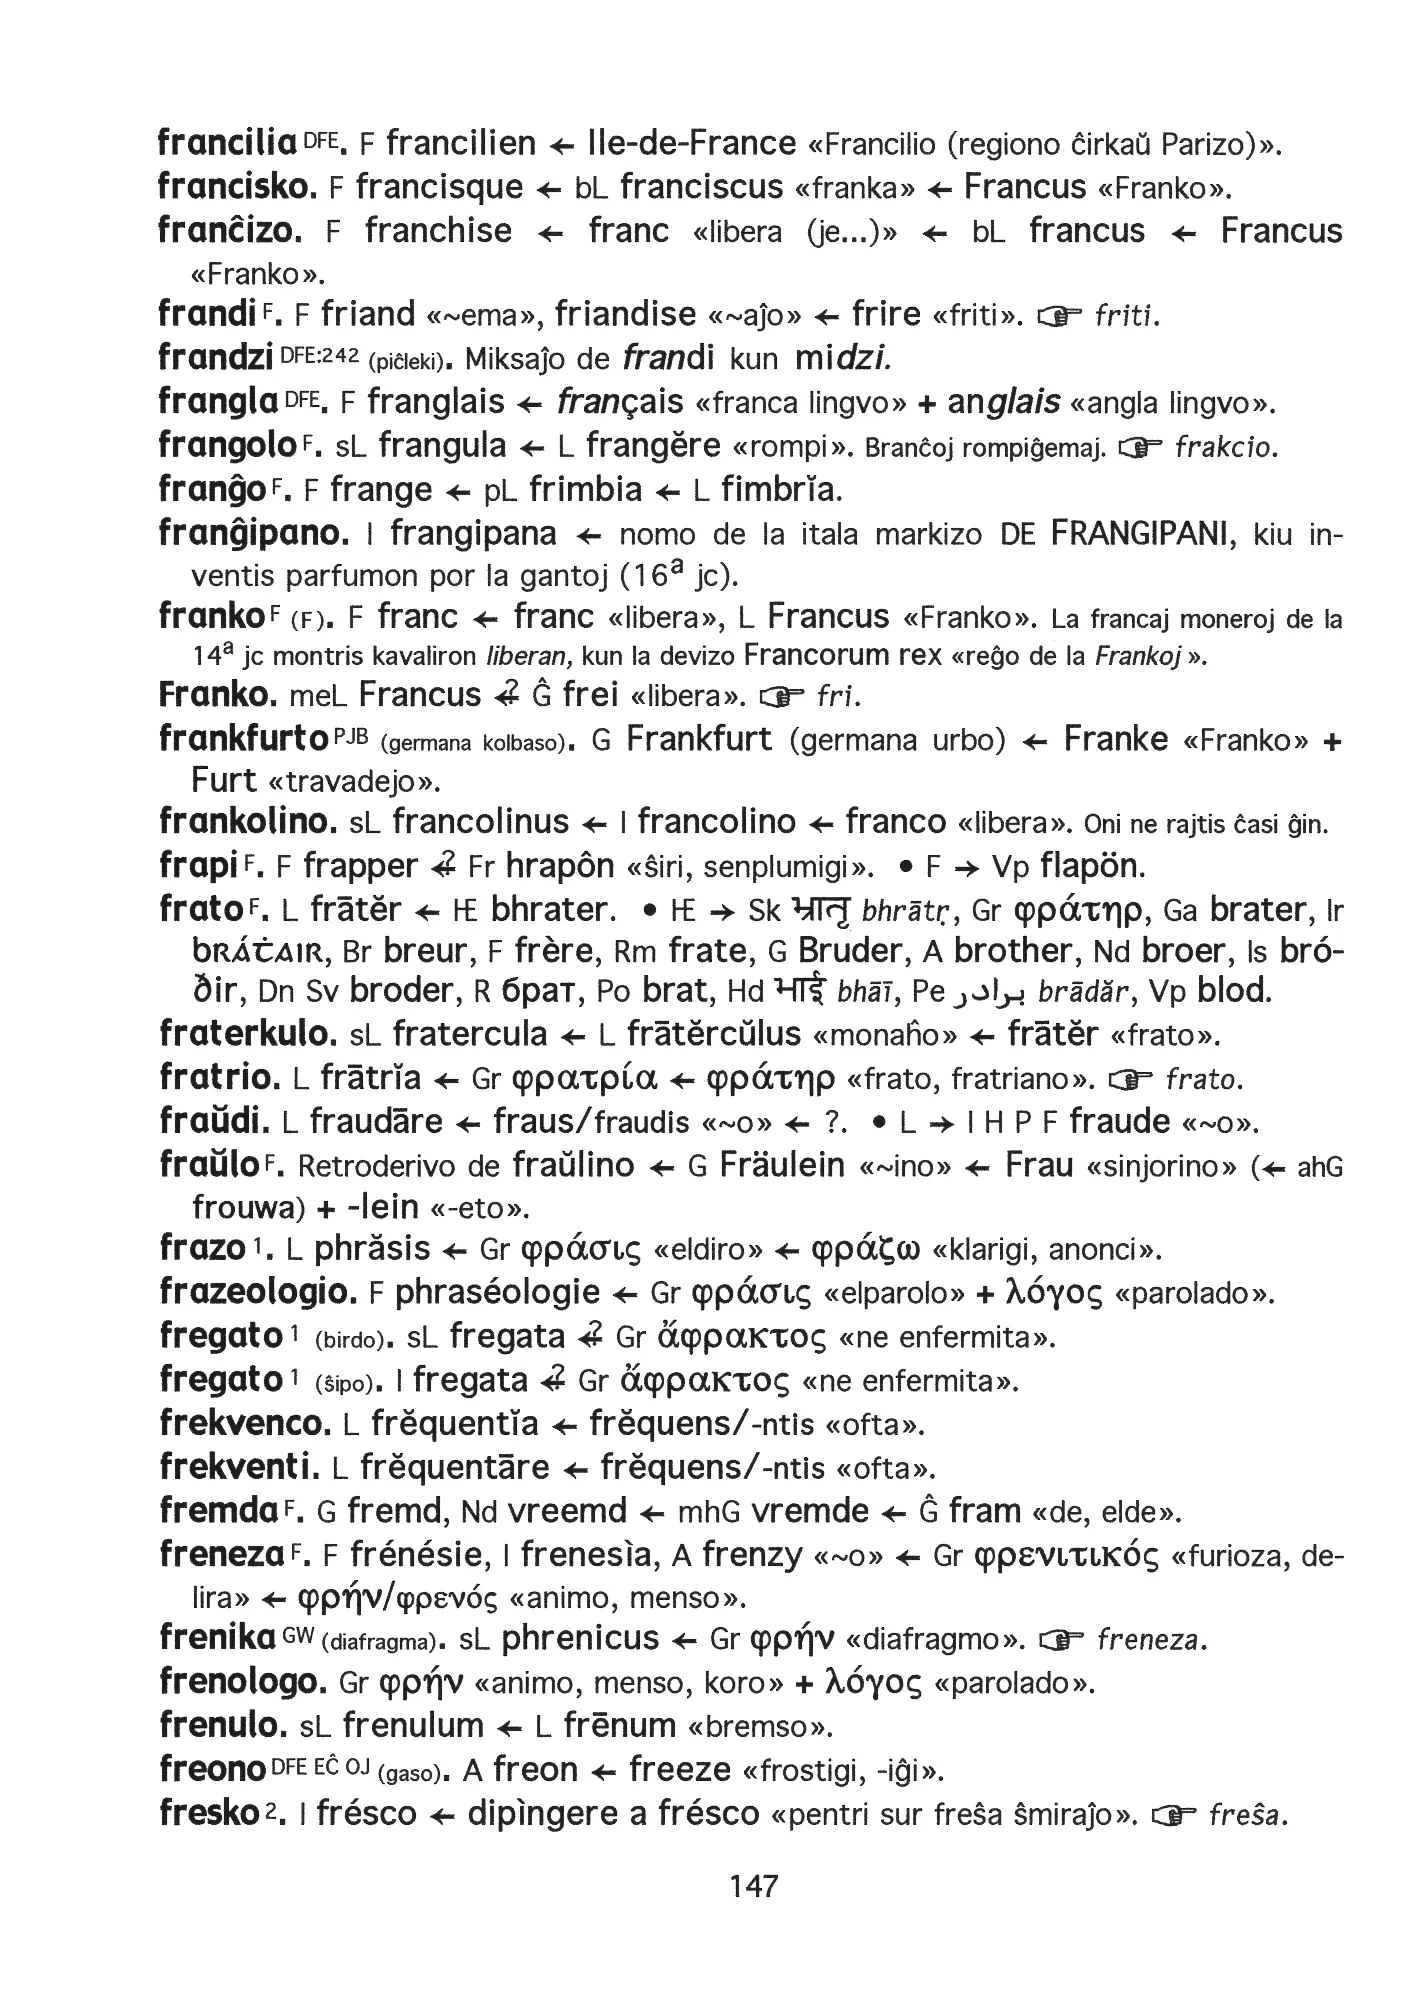 francilia DFE. F francilien ← Ile-de-France «Francilio (regiono ĉirkaŭ Parizo)».
francisko. F francisque ← bL franciscus «franka» ← Francus «Franko».
franĉizo. F franchise ← franc «libera (je...)» ← bL francus ← Francus
«Franko».
frandi F. F friand «~ema», friandise «~aĵo» ← frire «friti». ☞ friti.
frandzi DFE:242 (piĉleki). Miksaĵo de frandi kun midzi.
frangla DFE. F franglais ← français «franca lingvo» + anglais «angla lingvo».
frangolo F. sL frangula ← L frangĕre «rompi». Branĉoj rompiĝemaj. ☞ frakcio.
franĝo F. F frange ← pL frimbia ← L fimbrĭa.
franĝipano. I frangipana ← nomo de la itala markizo DE FRANGIPANI, kiu in-
ventis parfumon por la gantoj (16ª jc).
franko F (F). F franc ← franc «libera», L Francus «Franko». La francaj moneroj de la
14ª jc montris kavaliron liberan, kun la devizo Francorum rex «reĝo de la Frankoj».
Franko. meL Francus ←? Ĝ frei «libera». ☞ fri.
frankfurto PJB (germana kolbaso). G Frankfurt (germana urbo) ← Franke «Franko» +
Furt «travadejo».
frankolino. sL francolinus ← I francolino ← franco «libera». Oni ne rajtis ĉasi ĝin.
frapi F. F frapper ←? Fr hrapôn «ŝiri, senplumigi». • F → Vp flapön.
frato F. L frātĕr ← IE bhrater. • IE → Sk भ्रातृ bhrātṛ, Gr φράτηρ, Ga brater, Ir
bRÁṫAIR, Br breur, F frère, Rm frate, G Bruder, A brother, Nd broer, Is bró-
ðir, Dn Sv broder, R брат, Po brat, Hd भाई bhāī, Pe برادر brādăr, Vp blod.
fraterkulo. sL fratercula ← L frātĕrcŭlus «monaĥo» ← frātĕr «frato».
fratrio. L frātrĭa ← Gr φρατρία ← φράτηρ «frato, fratriano». ☞ frato.
fraŭdi. L fraudāre ← fraus/fraudis «~o» ← ?. • L → I H P F fraude «~o».
fraŭlo F. Retroderivo de fraŭlino ← G Fräulein «~ino» ← Frau «sinjorino» (← ahG
frouwa) + -lein «-eto».
frazo 1. L phrăsis ← Gr φράσις «eldiro» ← φράζω «klarigi, anonci».
frazeologio. F phraséologie ← Gr φράσις «elparolo» + λόγος «parolado».
fregato 1 (birdo). sL fregata ←? Gr ἄφρακτος «ne enfermita».
fregato 1 (ŝipo). I fregata ←? Gr ἄφρακτος «ne enfermita».
frekvenco. L frĕquentĭa ← frĕquens/-ntis «ofta».
frekventi. L frĕquentāre ← frĕquens/-ntis «ofta».
fremda F. G fremd, Nd vreemd ← mhG vremde ← Ĝ fram «de, elde».
freneza F. F frénésie, I frenesìa, A frenzy «~o» ← Gr φρενιτικός «furioza, de-
lira» ← φρήν/φρενός «animo, menso».
frenika GW (diafragma). sL phrenicus ← Gr φρήν «diafragmo». ☞ freneza.
frenologo. Gr φρήν «animo, menso, koro» + λόγος «parolado».
frenulo. sL frenulum ← L frēnum «bremso».
freono DFE EĈ OJ (gaso). A freon ← freeze «frostigi, -iĝi».
fresko 2. I frésco ← dipìngere a frésco «pentri sur freŝa ŝmiraĵo». ☞ freŝa.
147